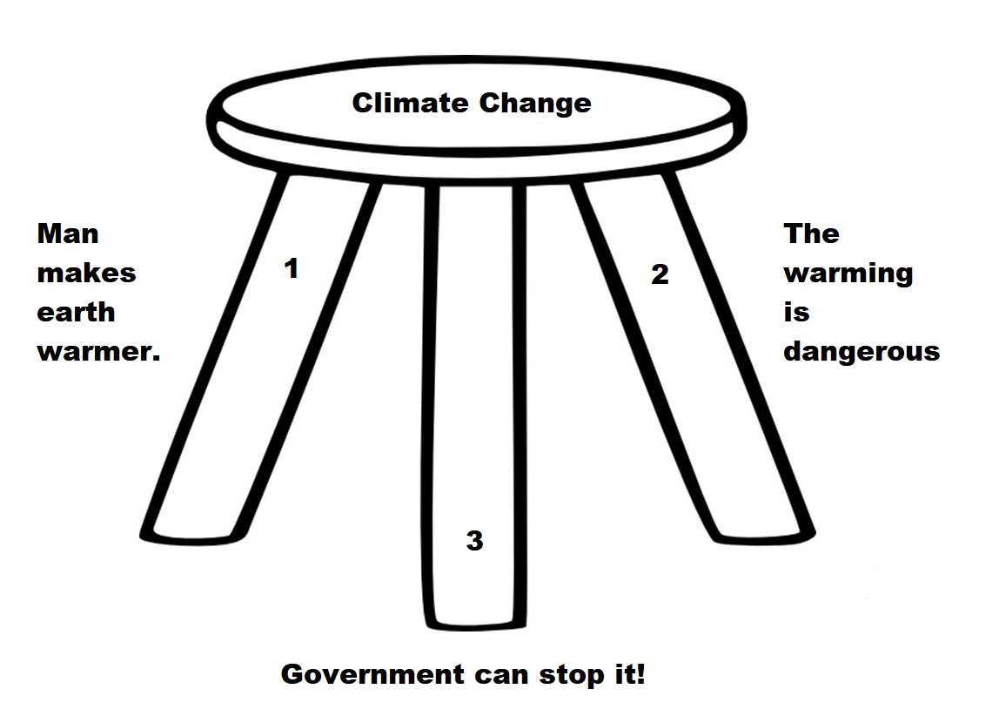 Climate Change
Man
makes
earth
warmer.
1
2
The
warming
is
dangerous
3
Government can stop it!